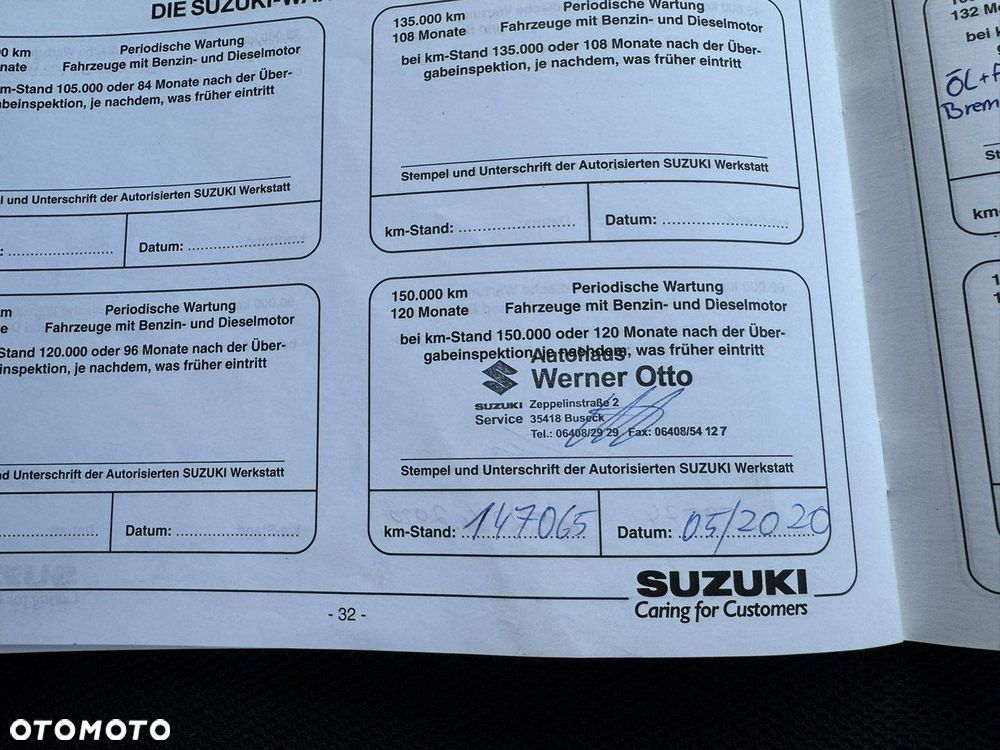 DIE SUZUKI-WAR
km
nate
Periodische Wartung
Fahrzeuge mit Benzin- und Dieselmotor
km-Stand 105.000 oder 84 Monate nach der Über-
gabeinspektion, je nachdem, was früher eintritt
el und Unterschrift der Autorisierten SUZUKI Werkstatt
Datum:
135.000 km
108 Monate
Periodische Wartung
Fahrzeuge mit Benzin- und Dieselmotor
bei km-Stand 135.000 oder 108 Monate nach der Über-
gabeinspektion, je nachdem, was früher eintritt
Stempel und Unterschrift der Autorisierten SUZUKI Werkstatt
km-Stand:
Datum:
Periodische Wartung
Fahrzeuge mit Benzin- und Dieselmotor
Stand 120.000 oder 96 Monate nach der Über-
inspektion, je nachdem, was früher eintritt
nd Unterschrift der Autorisierten SUZUKI Werkstatt
Datum:
150.000 km
120 Monate
Periodische Wartung
Fahrzeuge mit Benzin- und Dieselmotor
bei km-Stand 150.000 oder 120 Monate nach der Über-
gabeinspektion, je nachdem, was früher eintritt
Autohaus
Werner Otto
SUZUKI Zeppelinstraße 2
Service 35418 Buseck
Tel.: 06408/29 29 Fax: 06408/54 12 7
Stempel und Unterschrift der Autorisierten SUZUKI Werkstatt
km-Stand: 147065
Datum: 05/2020
SUZUKI
Caring for Customers
- 32 -
132 M
bei k
ÖL+F
Brem
St
km-
OTOMOTO